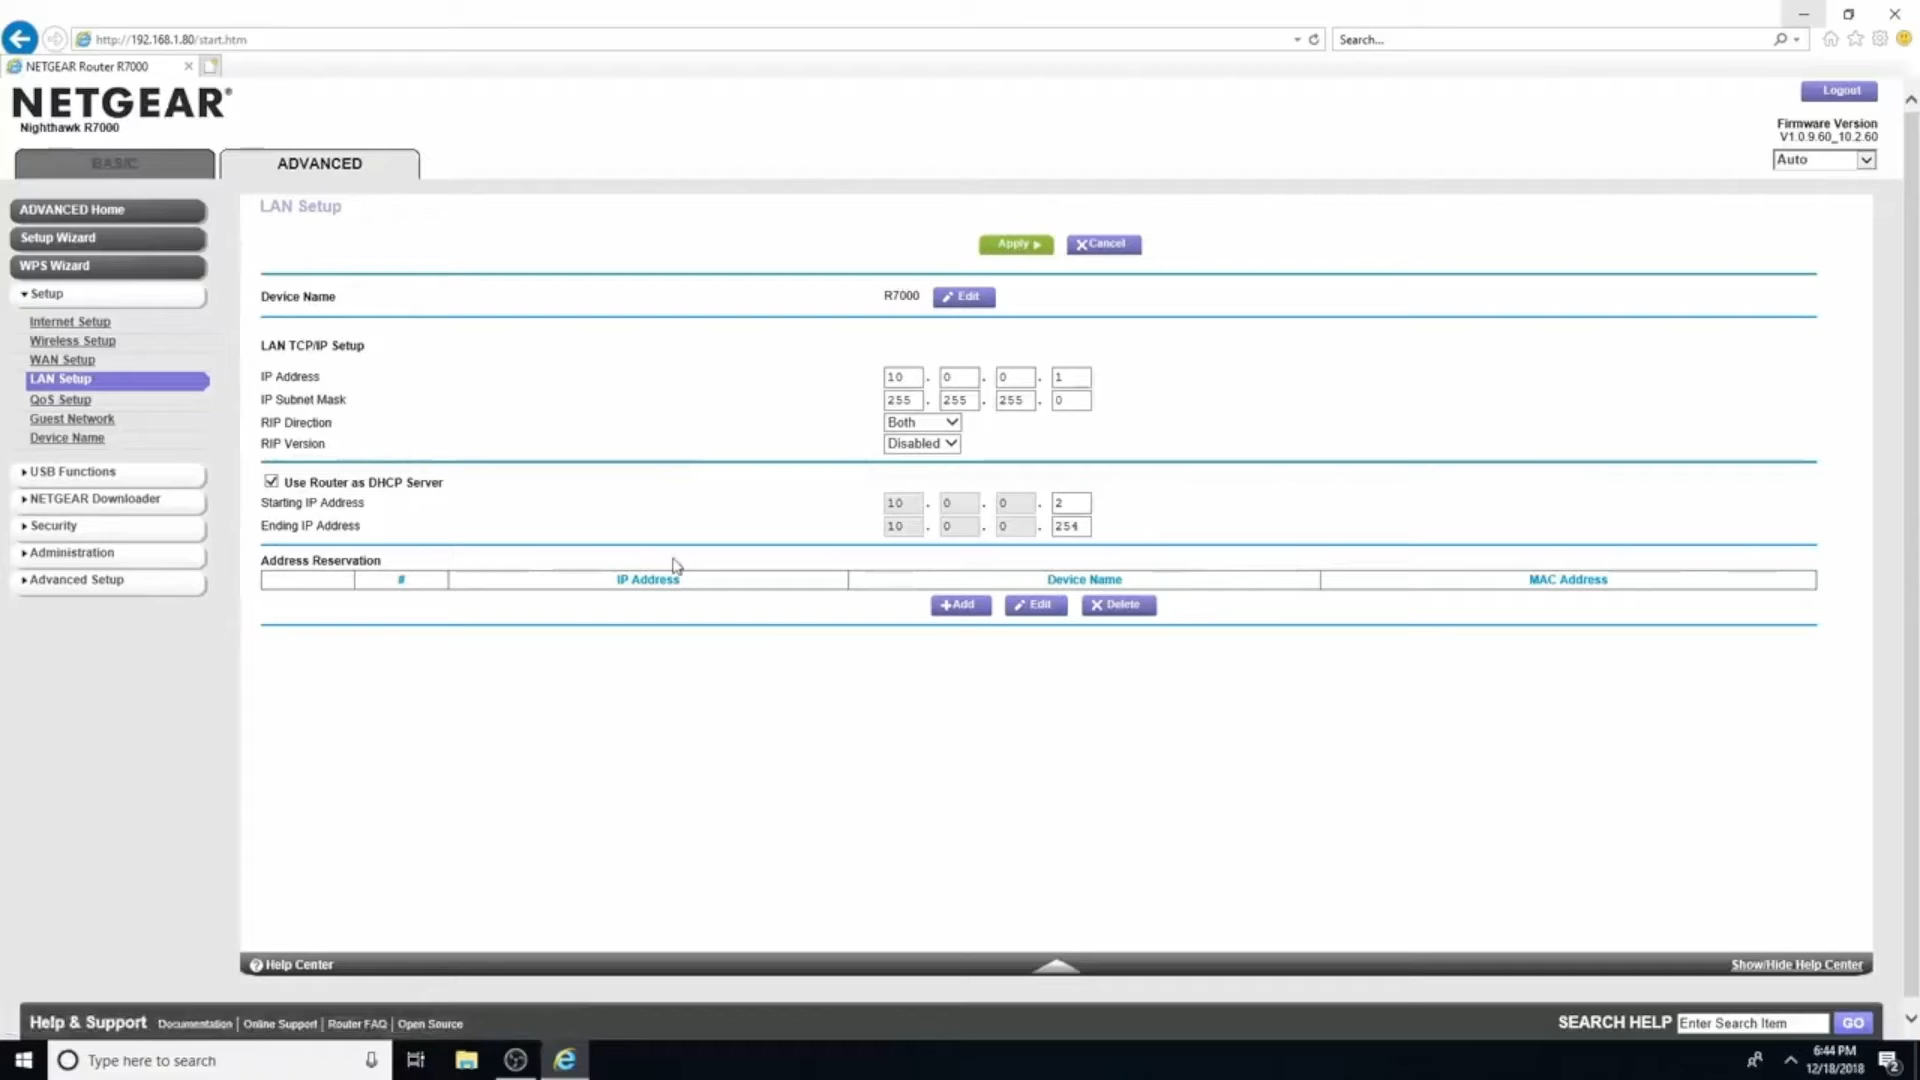 http://192.168.1.80/start.htm
Search...
NETGEAR Router R7000
NETGEAR®
Nighthawk R7000
Logout
Firmware Version
V1.0.9.60_10.2.60
Auto
BASIC
ADVANCED
ADVANCED Home
Setup Wizard
WPS Wizard
Setup
Internet Setup
Wireless Setup
WAN Setup
LAN Setup
QoS Setup
Guest Network
Device Name
USB Functions
NETGEAR Downloader
Security
Administration
Advanced Setup
LAN Setup
Apply
Cancel
Device Name R7000 Edit
LAN TCP/IP Setup
IP Address 10 . 0 . 0 . 1
IP Subnet Mask 255 . 255 . 255 . 0
RIP Direction Both
RIP Version Disabled
Use Router as DHCP Server
Starting IP Address 10 . 0 . 0 . 2
Ending IP Address 10 . 0 . 0 . 254
Address Reservation
# IP Address Device Name MAC Address
Add Edit Delete
Help Center
Show/Hide Help Center
Help & Support Documentation | Online Support | Router FAQ | Open Source
SEARCH HELP Enter Search Item GO
Type here to search
6:44 PM
12/18/2018
2